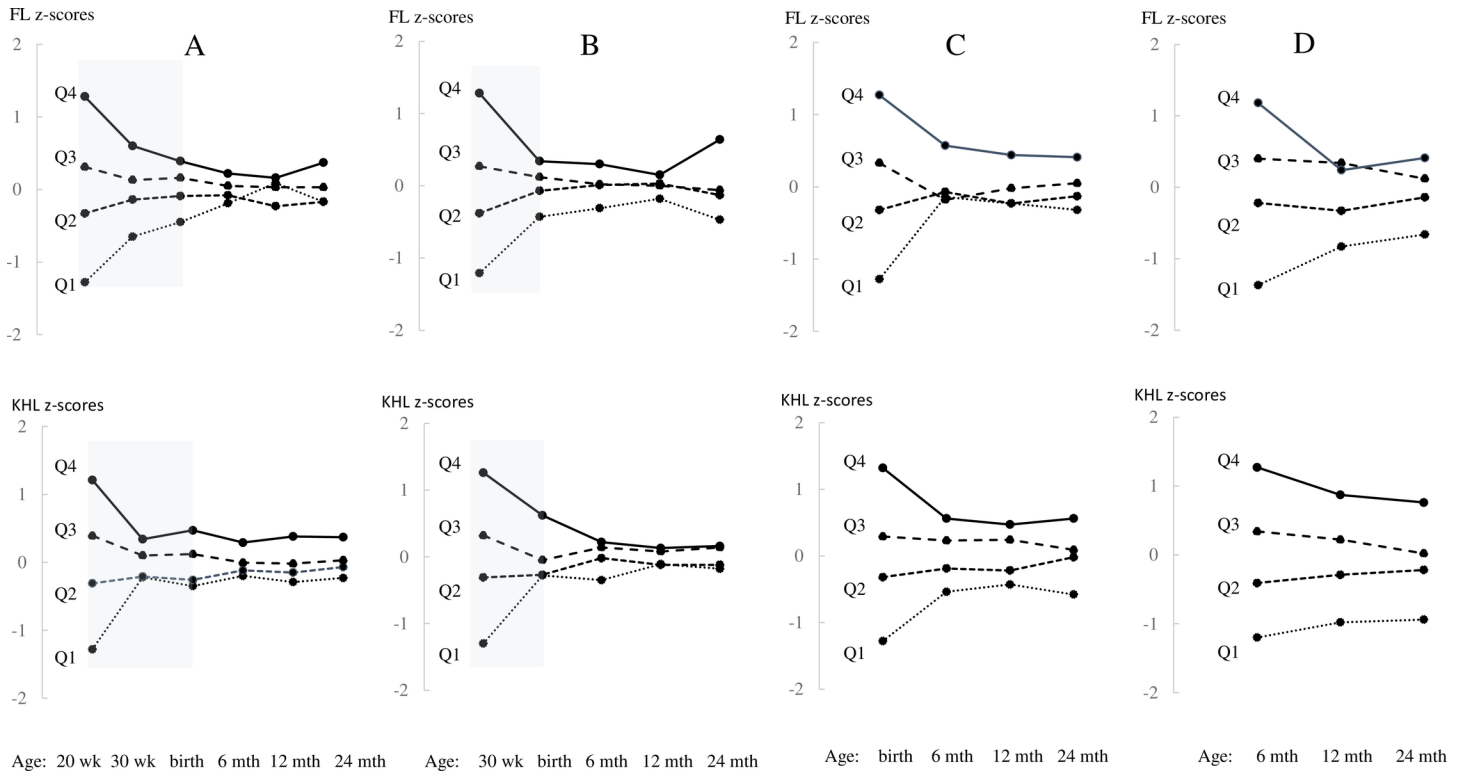 FL z-scores
A
2
1
0
-1
-2
Q4
Q3
Q2
Q1
FL z-scores
B
2
1
0
-1
-2
Q4
Q3
Q2
Q1
FL z-scores
C
2
1
0
-1
-2
Q4
Q3
Q2
Q1
FL z-scores
D
2
1
0
-1
-2
Q4
Q3
Q2
Q1
KHL z-scores
2
1
0
-1
-2
Q4
Q3
Q2
Q1
KHL z-scores
2
1
0
-1
-2
Q4
Q3
Q2
Q1
KHL z-scores
2
1
0
-1
-2
Q4
Q3
Q2
Q1
KHL z-scores
2
1
0
-1
-2
Q4
Q3
Q2
Q1
Age: 20 wk 30 wk birth 6 mth 12 mth 24 mth
Age: 30 wk birth 6 mth 12 mth 24 mth
Age: birth 6 mth 12 mth 24 mth
Age: 6 mth 12 mth 24 mth